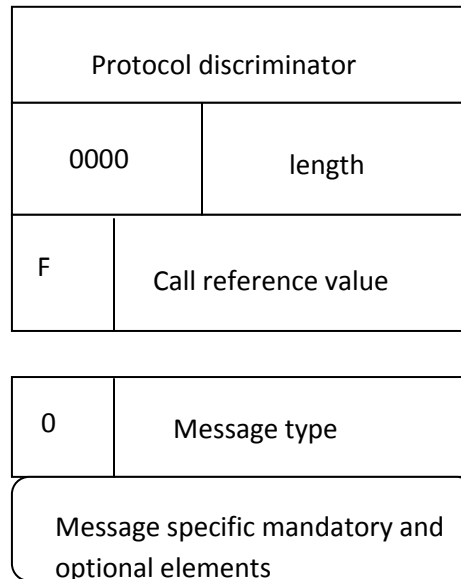 Protocol discriminator
0000 length
F Call reference value
0 Message type
Message specific mandatory and
optional elements